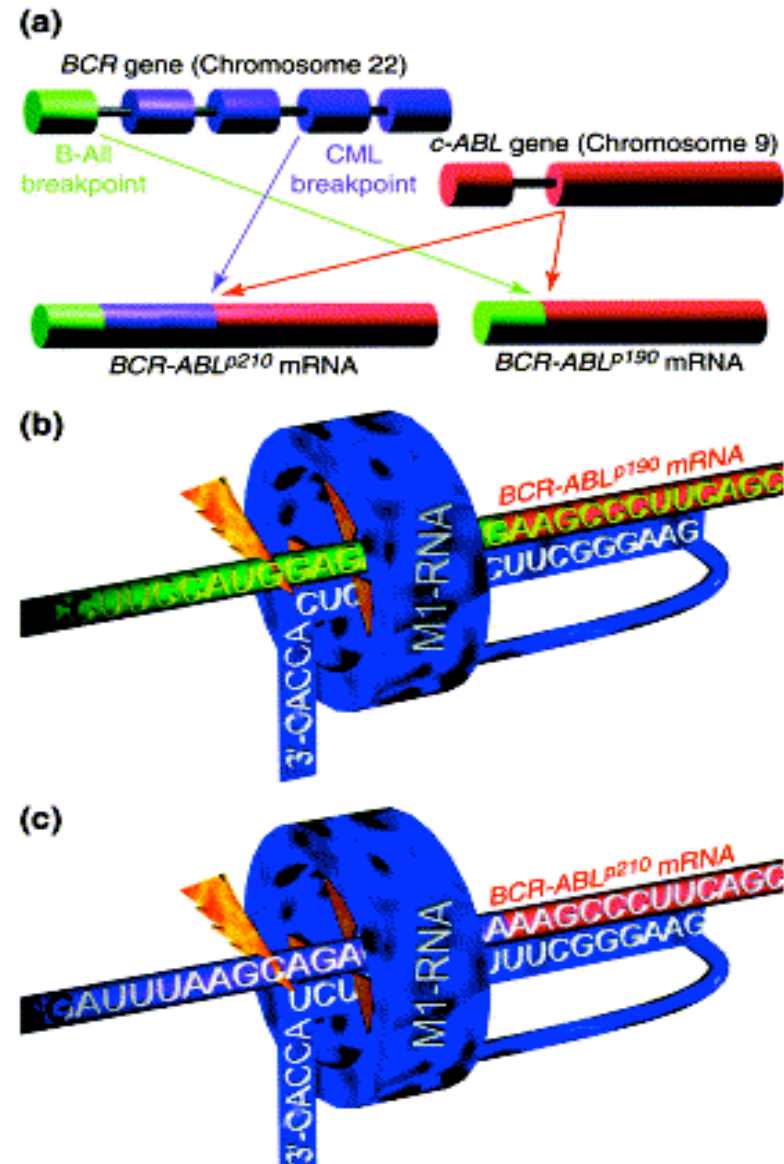 (a)
BCR gene (Chromosome 22)
c-ABL gene (Chromosome 9)
B-All
breakpoint
CML
breakpoint
BCR-ABLp210 mRNA
BCR-ABLp190 mRNA
(b)
BCR-ABLp190 mRNA
GAAGCCCUUCAGC
CUUCGGGAAG
CUUCCAUGGAG
CUC
M1-RNA
3'-CACCA
(c)
BCR-ABLp210 mRNA
AAAGCCCUUCAGC
UUUCGGGAAG
GAUUUAAGCAGA
UCU
M1-RNA
3'-CACCA